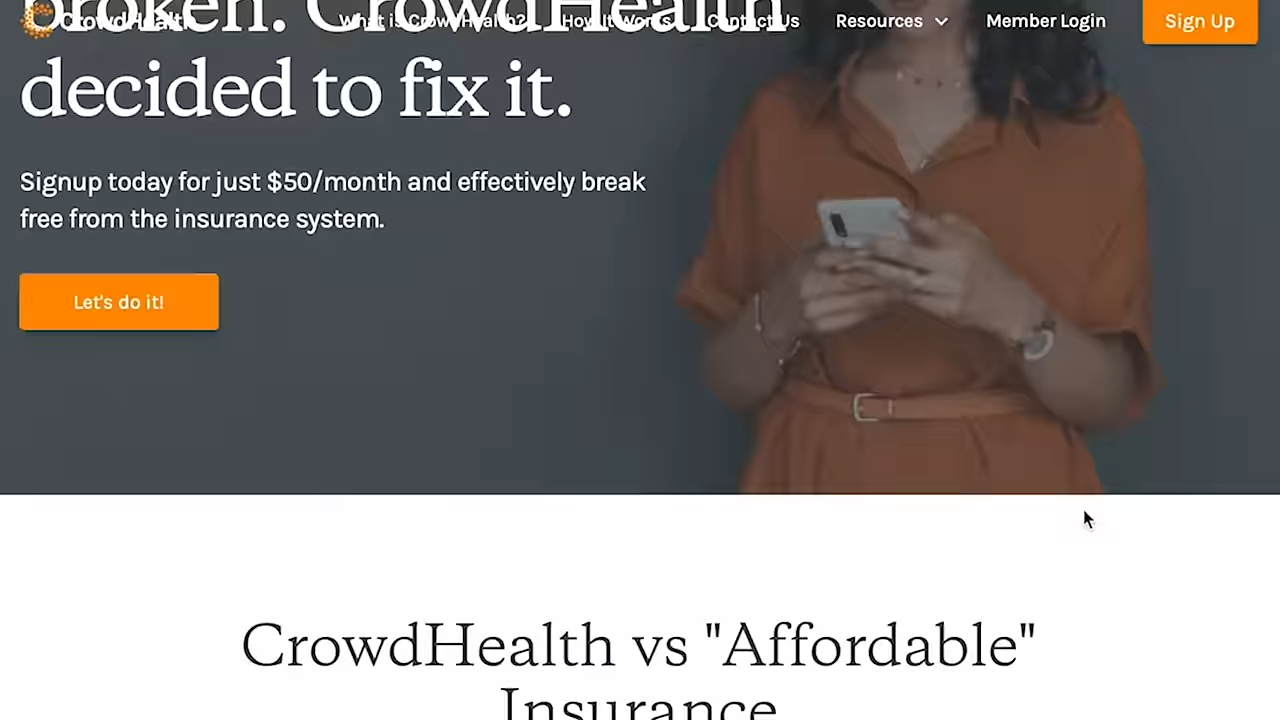 CrowdHealth
What is CrowdHealth?
How It Works
Contact Us
Resources
Member Login
Sign Up
broken. CrowdHealth
decided to fix it.
Signup today for just $50/month and effectively break
free from the insurance system.
Let's do it!
CrowdHealth vs "Affordable"
Insurance